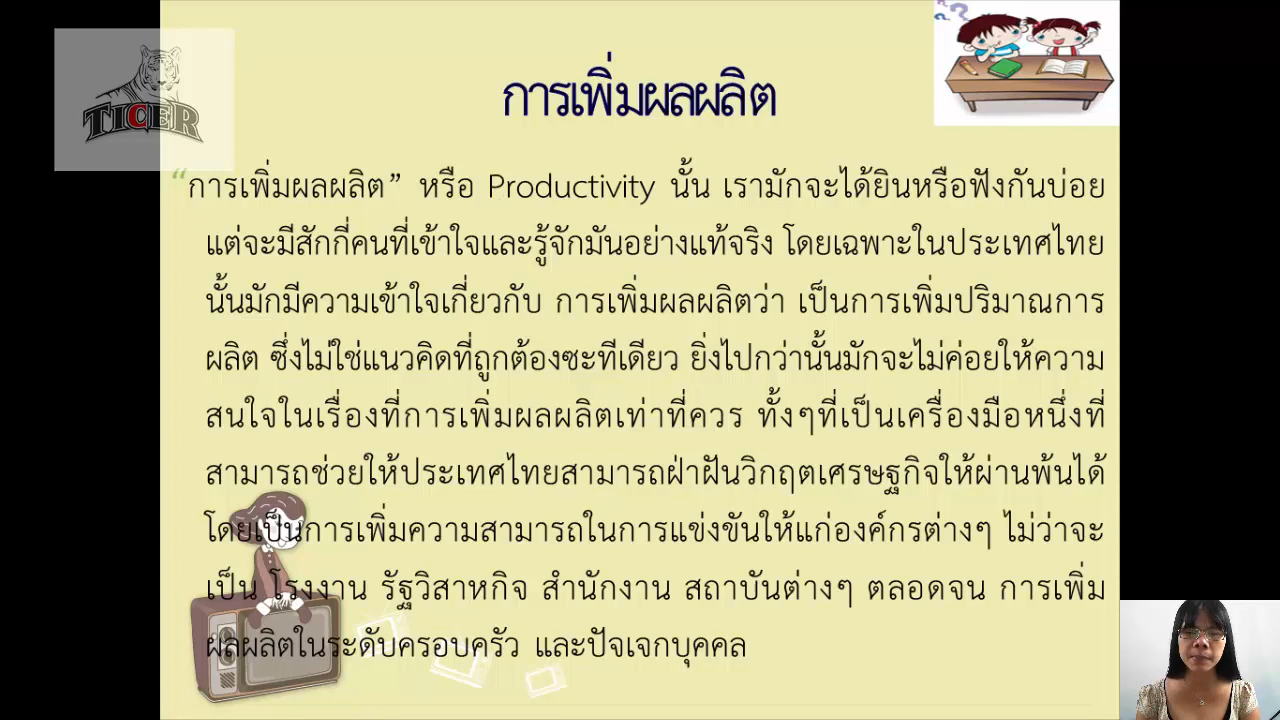 TICER
การเพิ่มผลผลิต
“การเพิ่มผลผลิต” หรือ Productivity นั้น เรามักจะได้ยินหรือฟังกันบ่อย
แต่จะมีสักกี่คนที่เข้าใจและรู้จักมันอย่างแท้จริง โดยเฉพาะในประเทศไทย
นั้นมักมีความเข้าใจเกี่ยวกับ การเพิ่มผลผลิตว่า เป็นการเพิ่มปริมาณการ
ผลิต ซึ่งไม่ใช่แนวคิดที่ถูกต้องซะทีเดียว ยิ่งไปกว่านั้นมักจะไม่ค่อยให้ความ
สนใจในเรื่องที่การเพิ่มผลผลิตเท่าที่ควร ทั้งๆที่เป็นเครื่องมือหนึ่งที่
สามารถช่วยให้ประเทศไทยสามารถฝ่าฝันวิกฤตเศรษฐกิจให้ผ่านพ้นได้
โดยเป็นการเพิ่มความสามารถในการแข่งขันให้แก่องค์กรต่างๆ ไม่ว่าจะ
เป็น โรงงาน รัฐวิสาหกิจ สำนักงาน สถาบันต่างๆ ตลอดจน การเพิ่ม
ผลผลิตในระดับครอบครัว และปัจเจกบุคคล